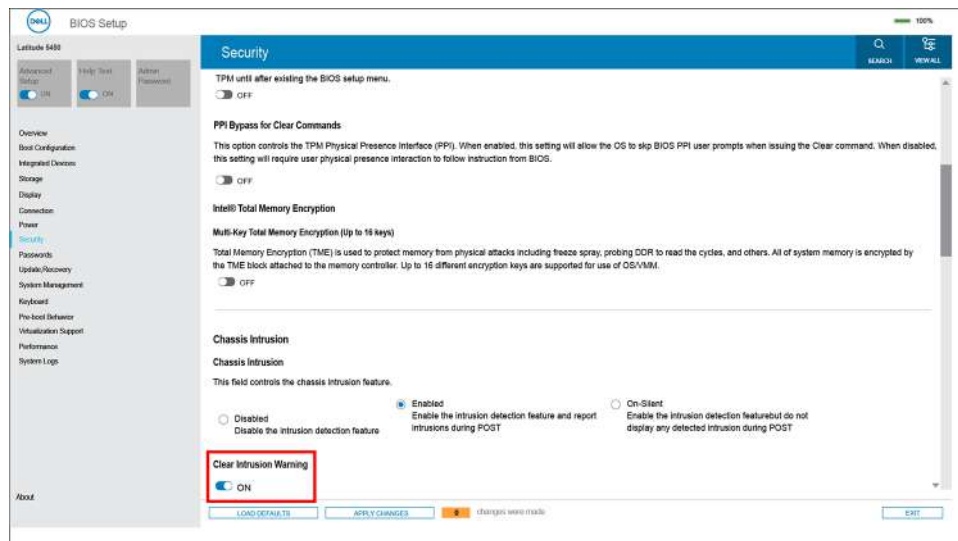 DELL
BIOS Setup
100%
Latitude 5450
Advanced Setup
ON
Help Text
ON
Admin Password
Security
SEARCH
VIEW ALL
Overview
Boot Configuration
Integrated Devices
Storage
Display
Connection
Power
Security
Passwords
Update,Recovery
System Management
Keyboard
Pre-boot Behavior
Virtualization Support
Performance
System Logs
About
TPM until after existing the BIOS setup menu.
OFF
PPI Bypass for Clear Commands
This option controls the TPM Physical Presence Interface (PPI). When enabled, this setting will allow the OS to skp BIOS PPI user prompts when issuing the Clear command. When disabled,
this setting will require user physical presence interaction to follow instruction from BIOS.
OFF
Intel® Total Memory Encryption
Multi-Key Total Memory Encryption (Up to 16 keys)
Total Memory Encryption (TME) is used to protect memory from physical attacks including freeze spray, probing DDR to read the cycles, and others. All of system memory is encrypted by
the TME block attached to the memory controller. Up to 16 different encryption keys are supported for use of OS/VMM.
OFF
Chassis Intrusion
Chassis Intrusion
This field controls the chassis intrusion feature.
Disabled
Disable the intrusion detection feature
Enabled
Enable the intrusion detection feature and report
intrusions during POST
On-Silent
Enable the intrusion detection featurebut do not
display any detected intrusion during POST
Clear Intrusion Warning
ON
LOAD DEFAULTS
APPLY CHANGES
0
changes were made
EXIT